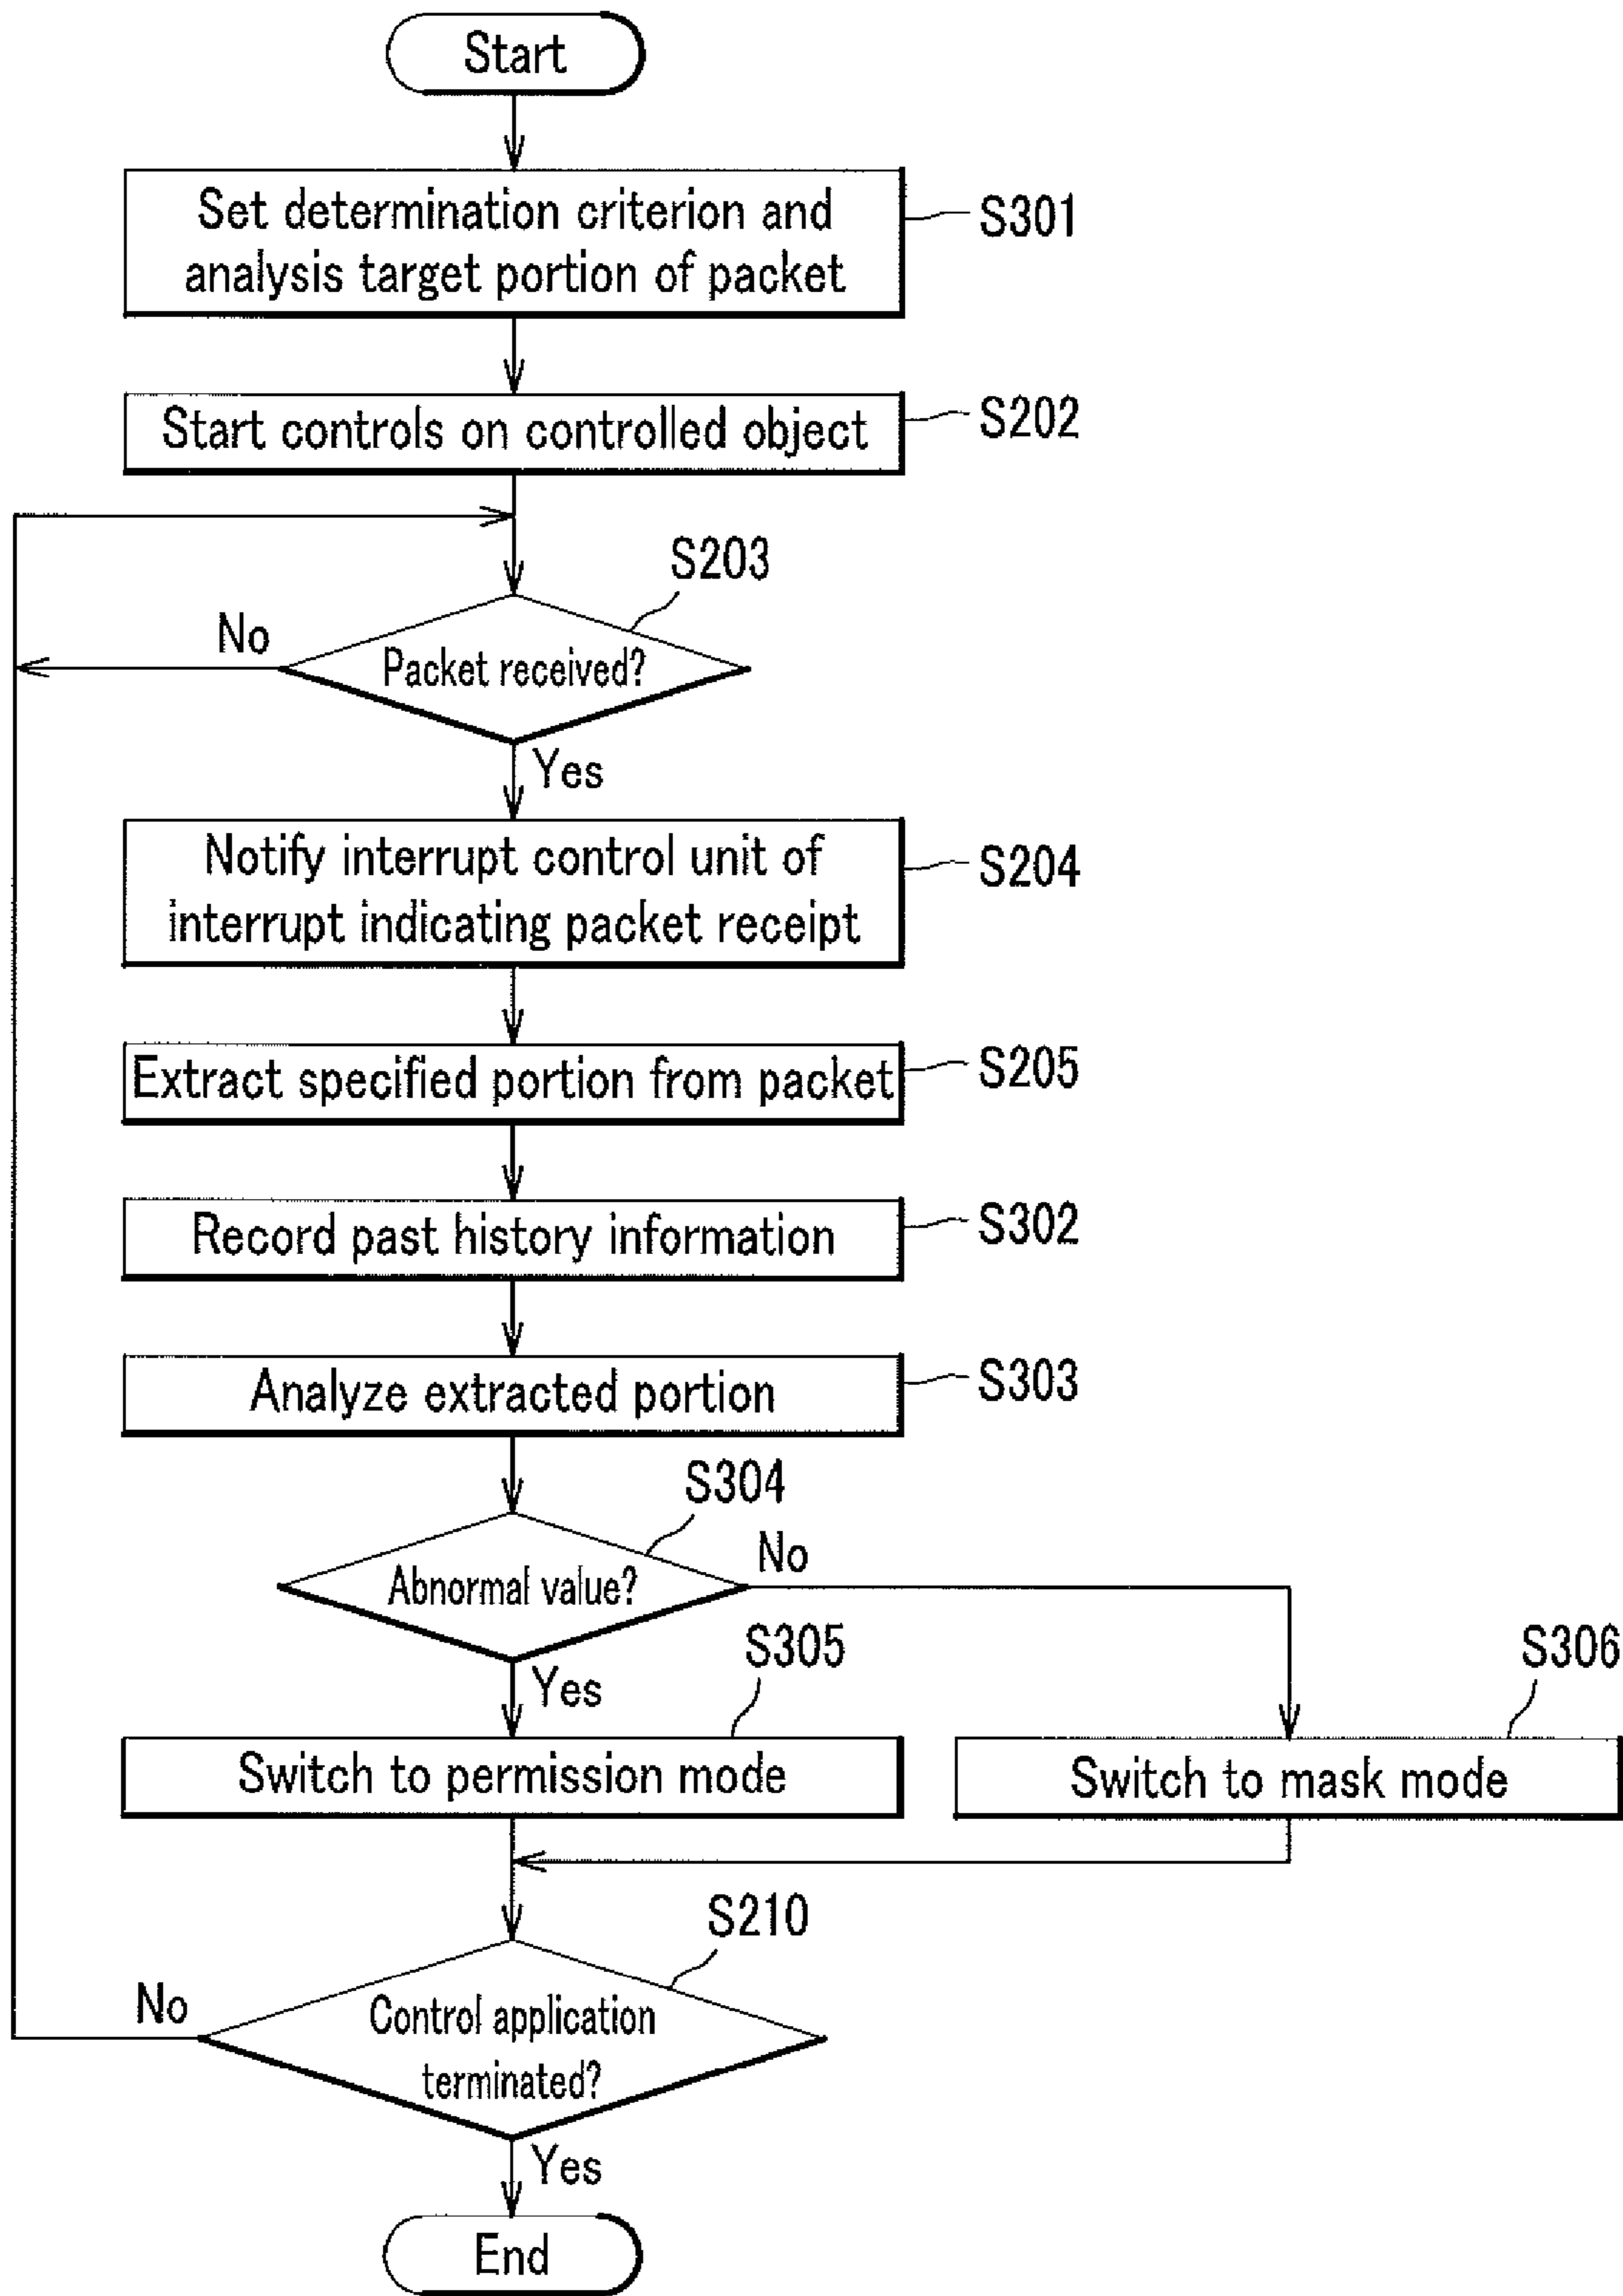 Start
Set determination criterion and
analysis target portion of packet
S301
Start controls on controlled object
S202
S203
No
Packet received?
Yes
Notify interrupt control unit of
interrupt indicating packet receipt
S204
Extract specified portion from packet
S205
Record past history information
S302
Analyze extracted portion
S303
S304
No
Abnormal value?
Yes
S305
S306
Switch to permission mode
Switch to mask mode
S210
No
Control application
terminated?
Yes
End